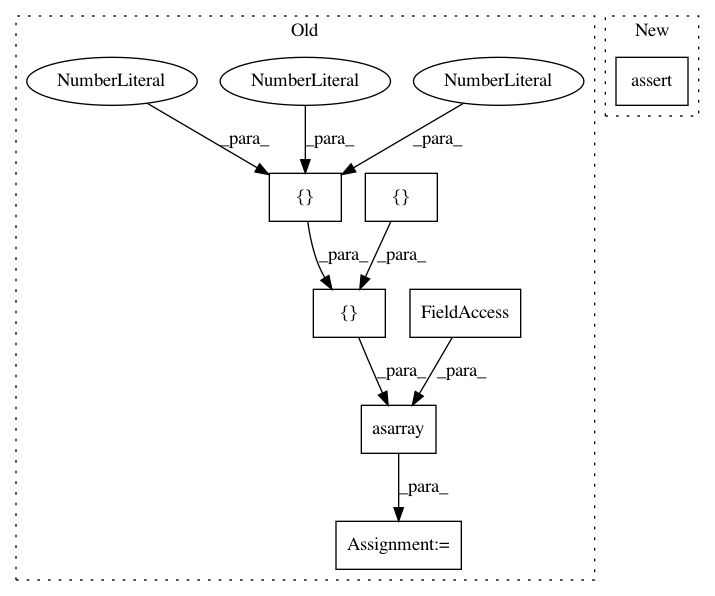 Old
New
NumberLiteral
NumberLiteral
NumberLiteral
assert
_para_
_para_
_para_
{}
{}
_para_
_para_
{}
FieldAccess
_para_
_para_
asarray
_para_
Assignment:=